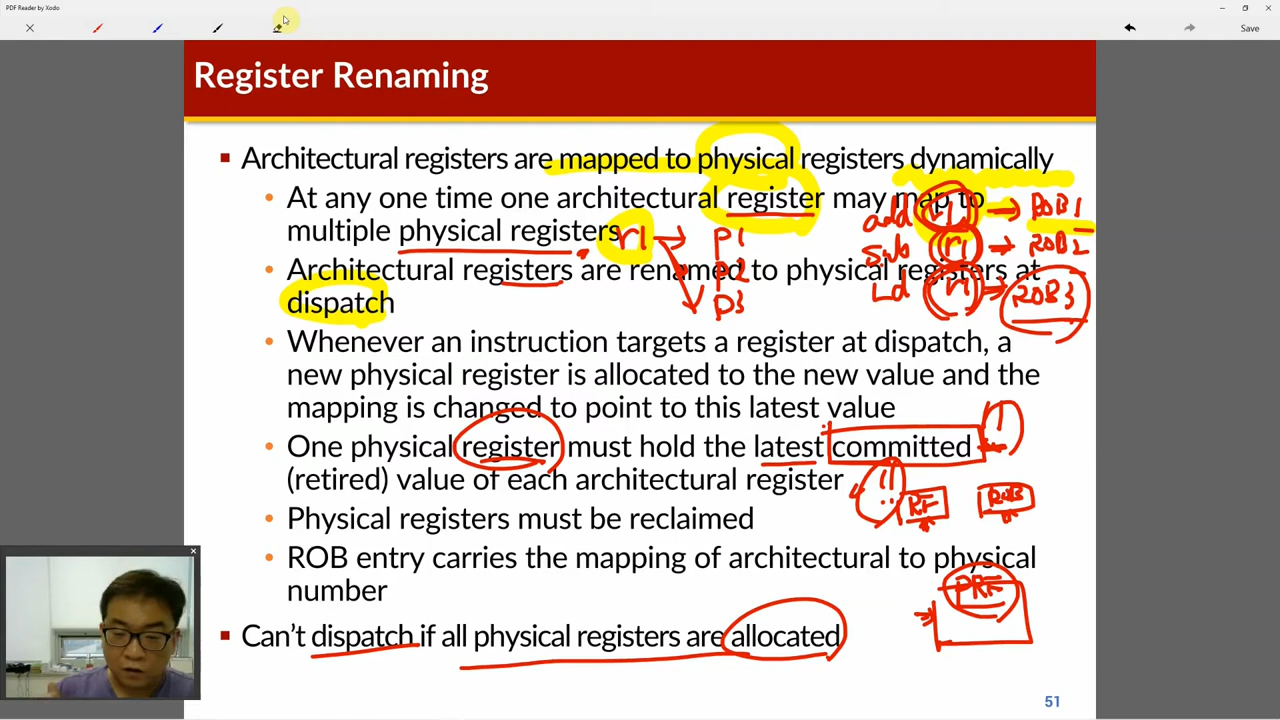 PDF Reader by Xodo
Save
Register Renaming
▪ Architectural registers are mapped to physical registers dynamically
• At any one time one architectural register may map to
multiple physical registers
• Architectural registers are renamed to physical registers at
dispatch
• Whenever an instruction targets a register at dispatch, a
new physical register is allocated to the new value and the
mapping is changed to point to this latest value
• One physical register must hold the latest committed
(retired) value of each architectural register
• Physical registers must be reclaimed
• ROB entry carries the mapping of architectural to physical
number
▪ Can't dispatch if all physical registers are allocated
r1 → P1
P2
P3
add r1 → ROB1
sub r1 → ROB2
Ld r1 → ROB3
!
!!
RF ROB
PRF
51